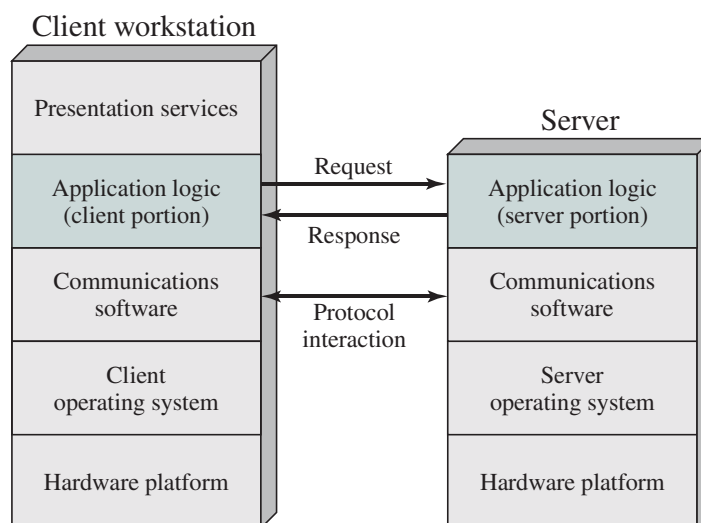 Client workstation
Presentation services
Application logic
(client portion)
Communications
software
Client
operating system
Hardware platform
Request
Response
Protocol
interaction
Server
Application logic
(server portion)
Communications
software
Server
operating system
Hardware platform